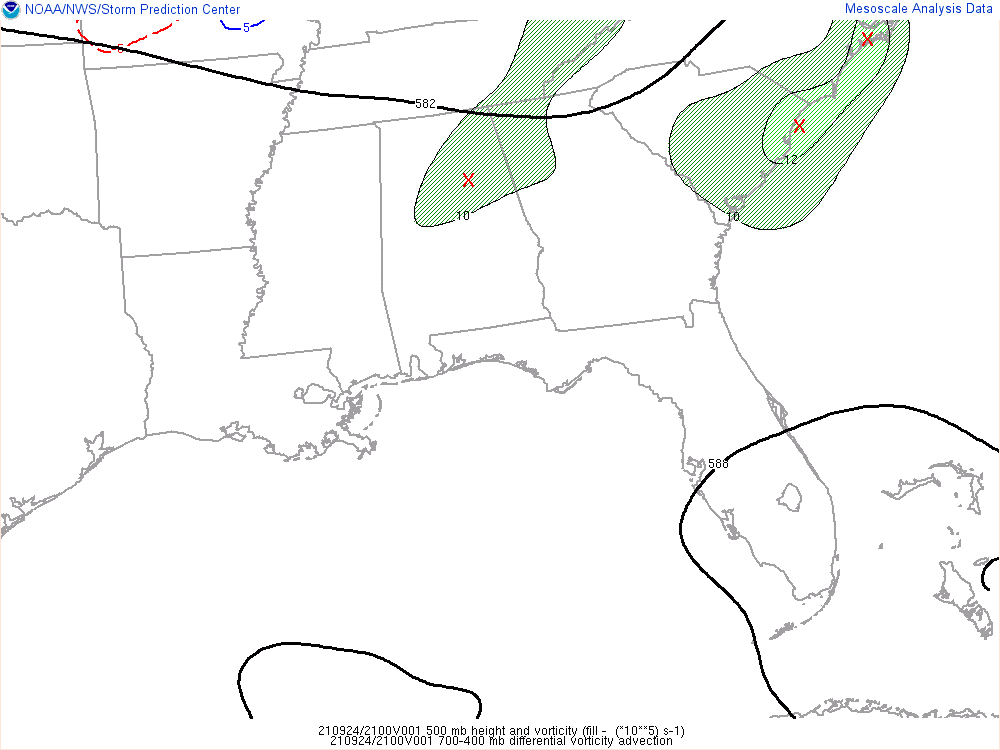 NOAA/NWS/Storm Prediction Center
Mesoscale Analysis Data
5
5
X
582
X
12
X
10
10
588
210924/2100V001 500 mb height and vorticity (fill - (*10**5) s-1)
210924/2100V001 700-400 mb differential vorticity advection